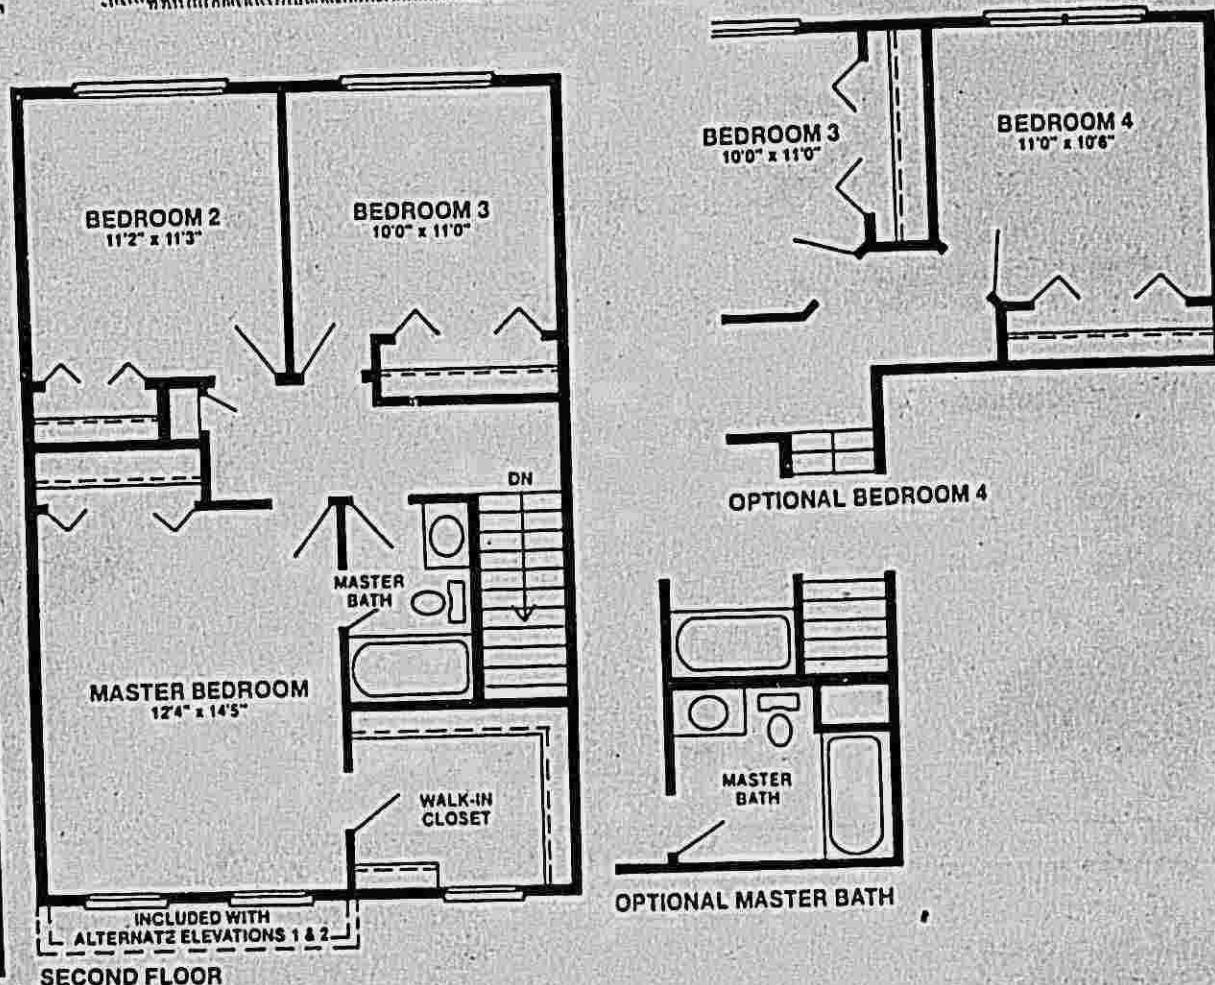 BEDROOM 2
11'2" x 11'3"
BEDROOM 3
10'0" x 11'0"
DN
MASTER
BATH
MASTER BEDROOM
12'4" x 14'5"
WALK-IN
CLOSET
INCLUDED WITH
ALTERNATE ELEVATIONS 1 & 2
SECOND FLOOR
BEDROOM 3
10'0" x 11'0"
BEDROOM 4
11'0" x 10'6"
OPTIONAL BEDROOM 4
MASTER
BATH
OPTIONAL MASTER BATH